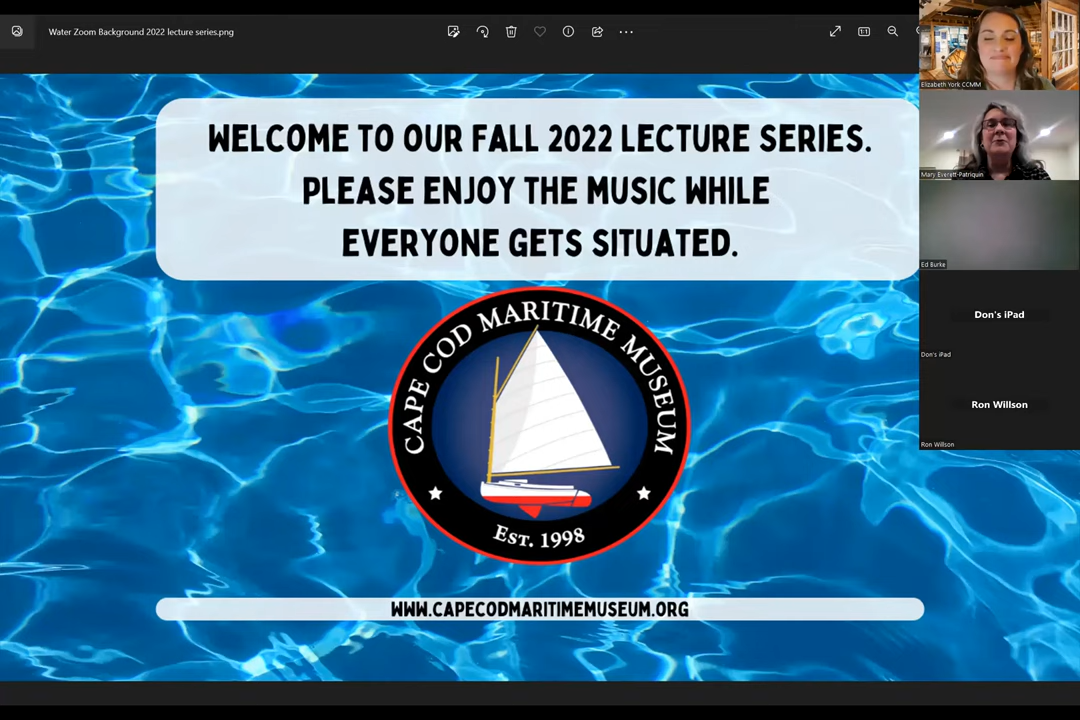 Water Zoom Background 2022 lecture series.png
WELCOME TO OUR FALL 2022 LECTURE SERIES.
PLEASE ENJOY THE MUSIC WHILE
EVERYONE GETS SITUATED.
CAPE COD MARITIME MUSEUM
EST. 1998
WWW.CAPECODMARITIMEMUSEUM.ORG
Elizabeth York CCMM
Mary Everett-Patriquin
Ed Burke
Don's iPad
Don's iPad
Ron Willson
Ron Willson